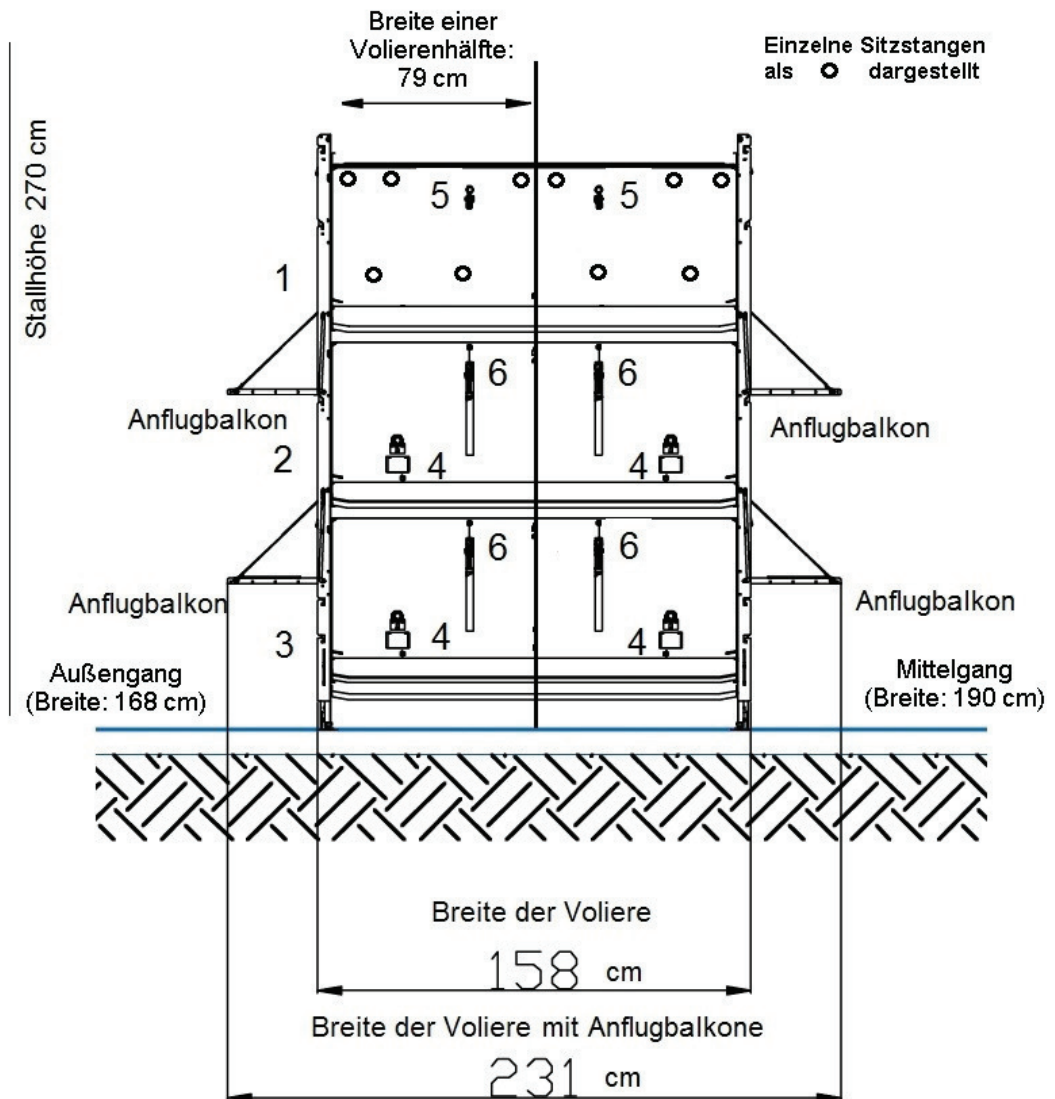 Breite einer
Volierenhälfte:
79 cm
Einzelne Sitzstangen
als O dargestellt
Stallhöhe 270 cm
5 5
1
6 6
Anflugbalkon Anflugbalkon
2
4 4
6 6
Anflugbalkon Anflugbalkon
3
4 4
Außengang
(Breite: 168 cm)
Mittelgang
(Breite: 190 cm)
Breite der Voliere
158 cm
Breite der Voliere mit Anflugbalkone
231 cm